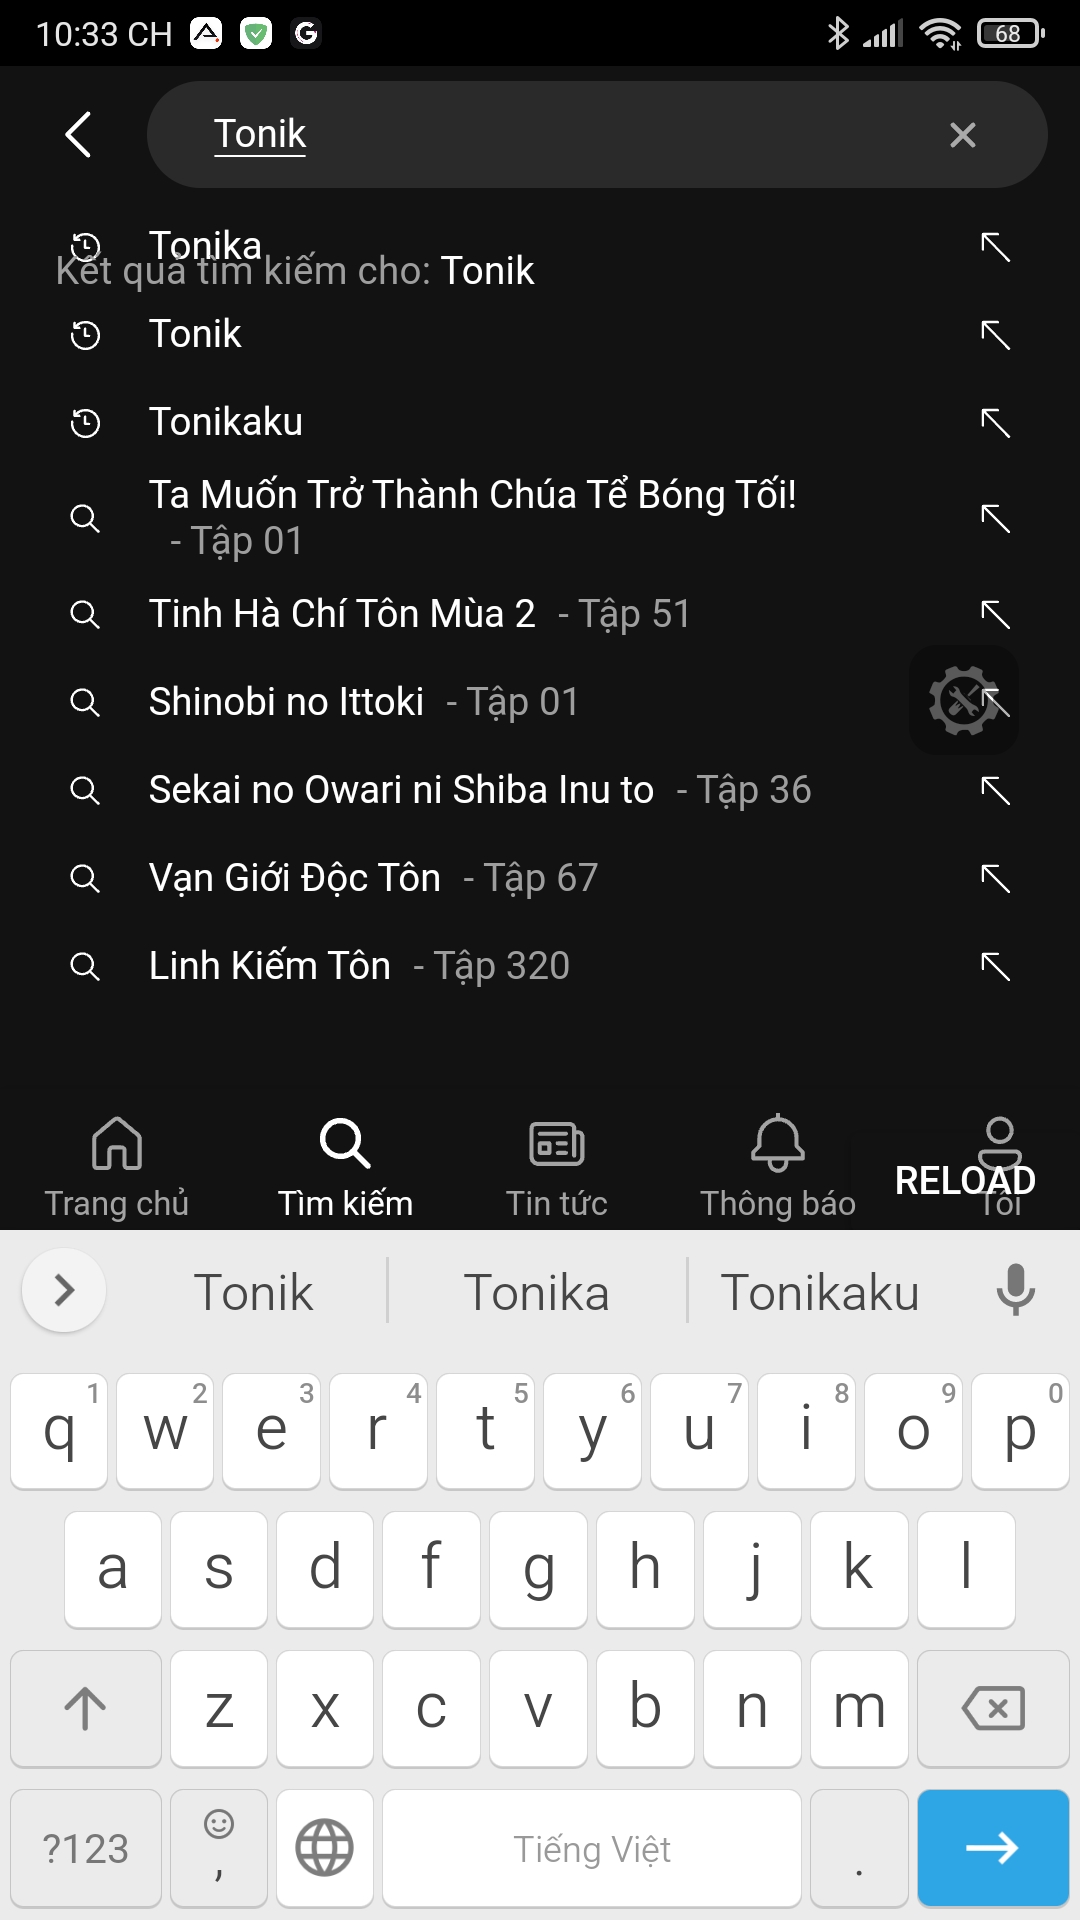 10:33 CH
68
Tonik
Tonika
Kết quả tìm kiếm cho: Tonik
Tonik
Tonikaku
Ta Muốn Trở Thành Chúa Tể Bóng Tối!
- Tập 01
Tinh Hà Chí Tôn Mùa 2 - Tập 51
Shinobi no Ittoki - Tập 01
Sekai no Owari ni Shiba Inu to - Tập 36
Vạn Giới Độc Tôn - Tập 67
Linh Kiếm Tôn - Tập 320
Trang chủ Tìm kiếm Tin tức Thông báo Tôi
RELOAD
Tonik Tonika Tonikaku
1 2 3 4 5 6 7 8 9 0
q w e r t y u i o p
a s d f g h j k l
z x c v b n m
?123 , Tiếng Việt .